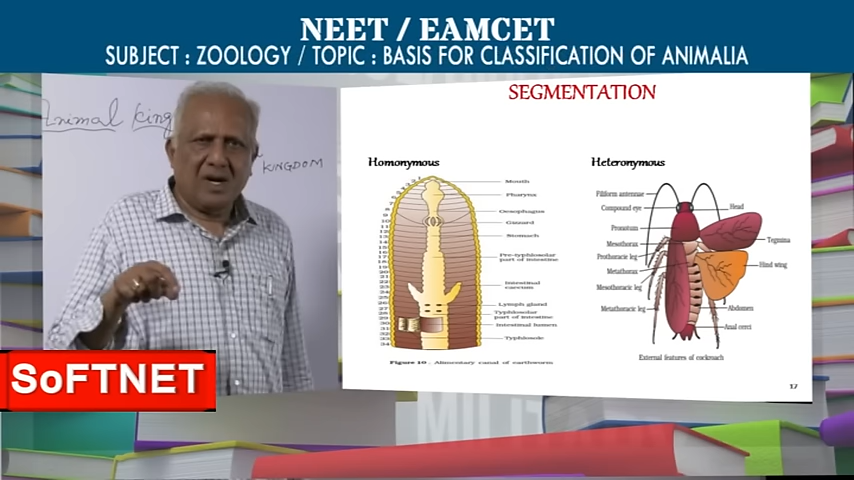 NEET / EAMCET
SUBJECT : ZOOLOGY / TOPIC : BASIS FOR CLASSIFICATION OF ANIMALIA
Animal King
KINGDOM
SoFTNET
SEGMENTATION
Homonymous
Mouth
Pharynx
Oesophagus
Gizzard
Stomach
Pre-typhlosolar
part of intestine
Intestinal
caecum
Lymph gland
Typhlosolar
part of intestine
Intestinal lumen
Typhlosole
Figure 10 . Alimentary canal of earthworm
Heteronymous
Filiform antennae
Compound eye
Pronotum
Mesothorax
Prothoracic leg
Metathorax
Mesothoracic leg
Metathoracic leg
Head
Tegmina
Hind wing
Abdomen
Anal cerci
External features of cockroach
17